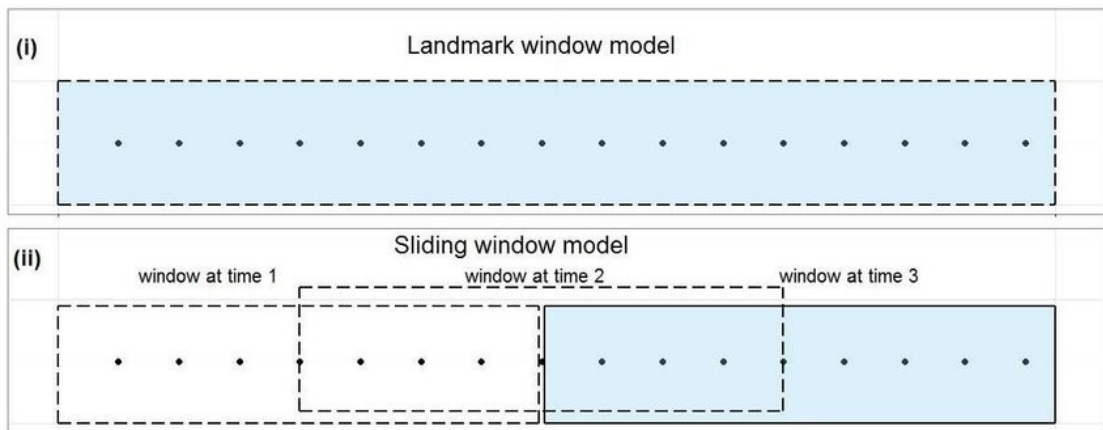 (i)
Landmark window model
(ii)
Sliding window model
window at time 1
window at time 2
window at time 3